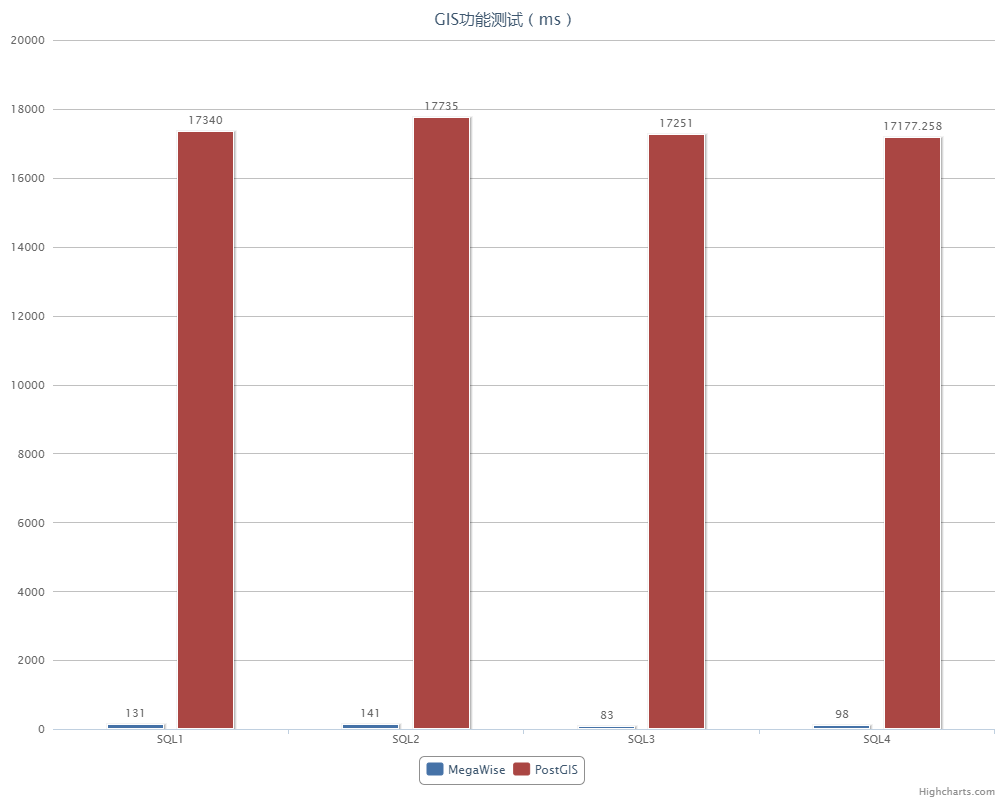 GIS功能测试（ms）
20000
18000
16000
14000
12000
10000
8000
6000
4000
2000
0
17340
17735
17251
17177.258
131
141
83
98
SQL1
SQL2
SQL3
SQL4
MegaWise
PostGIS
Highcharts.com